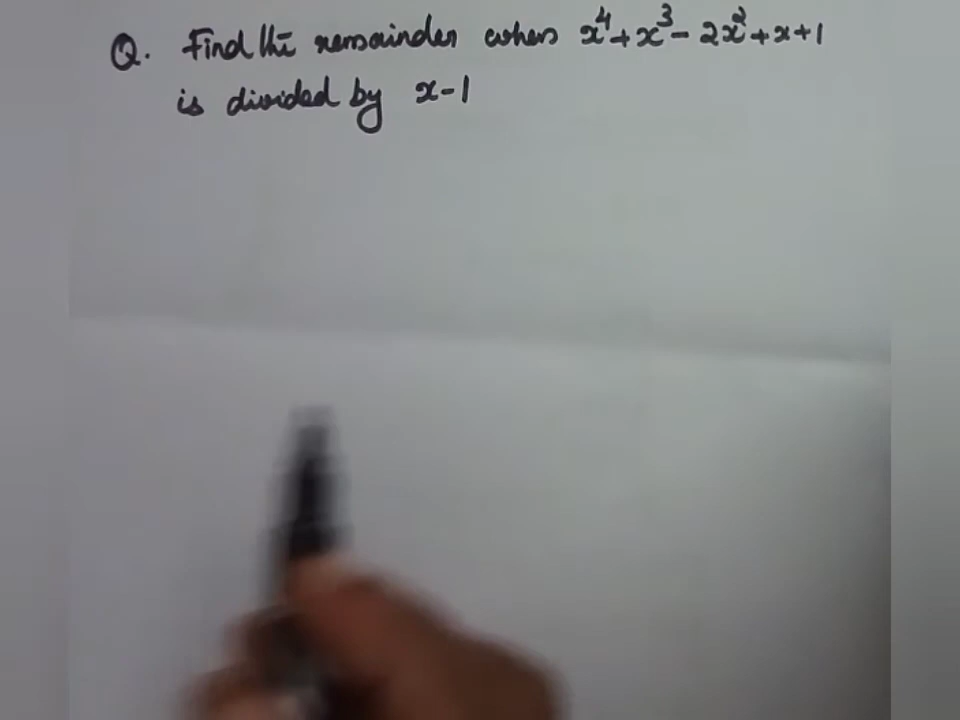 Q. Find the remainder when x⁴+x³-2x²+x+1
is divided by x-1